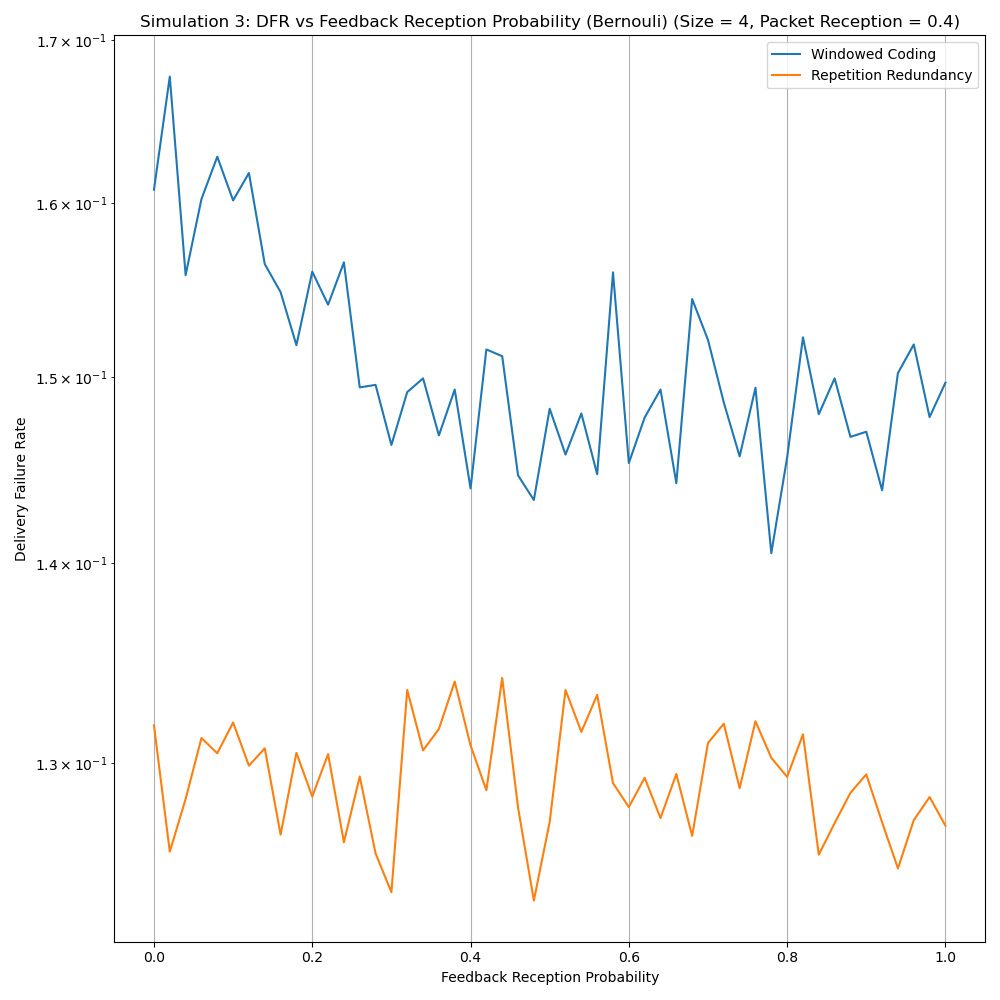 Simulation 3: DFR vs Feedback Reception Probability (Bernouli) (Size = 4, Packet Reception = 0.4)
Windowed Coding
Repetition Redundancy
1.7 × 10⁻¹
1.6 × 10⁻¹
1.5 × 10⁻¹
1.4 × 10⁻¹
1.3 × 10⁻¹
Delivery Failure Rate
0.0 0.2 0.4 0.6 0.8 1.0
Feedback Reception Probability